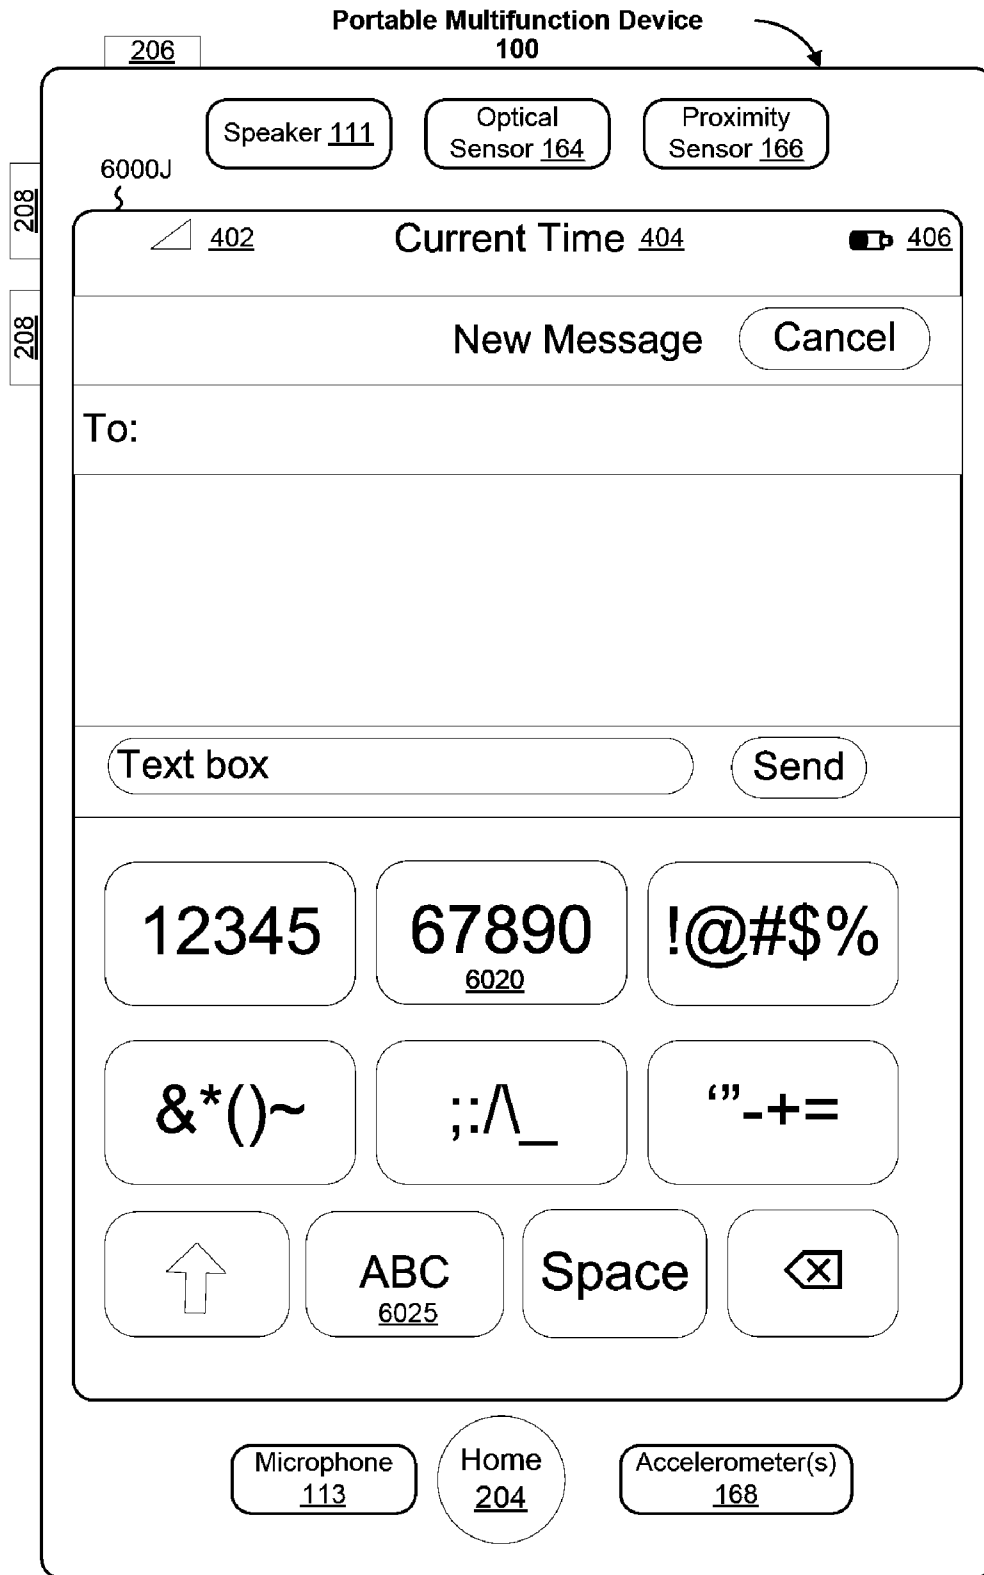 Portable Multifunction Device
100
206
Speaker 111
Optical
Sensor 164
Proximity
Sensor 166
6000J
208
402
Current Time 404
406
208
New Message
Cancel
To:
Text box
Send
12345
67890
6020
!@#$%
&*()~
;:/\_
‘”-+=
ABC
6025
Space
Microphone
113
Home
204
Accelerometer(s)
168